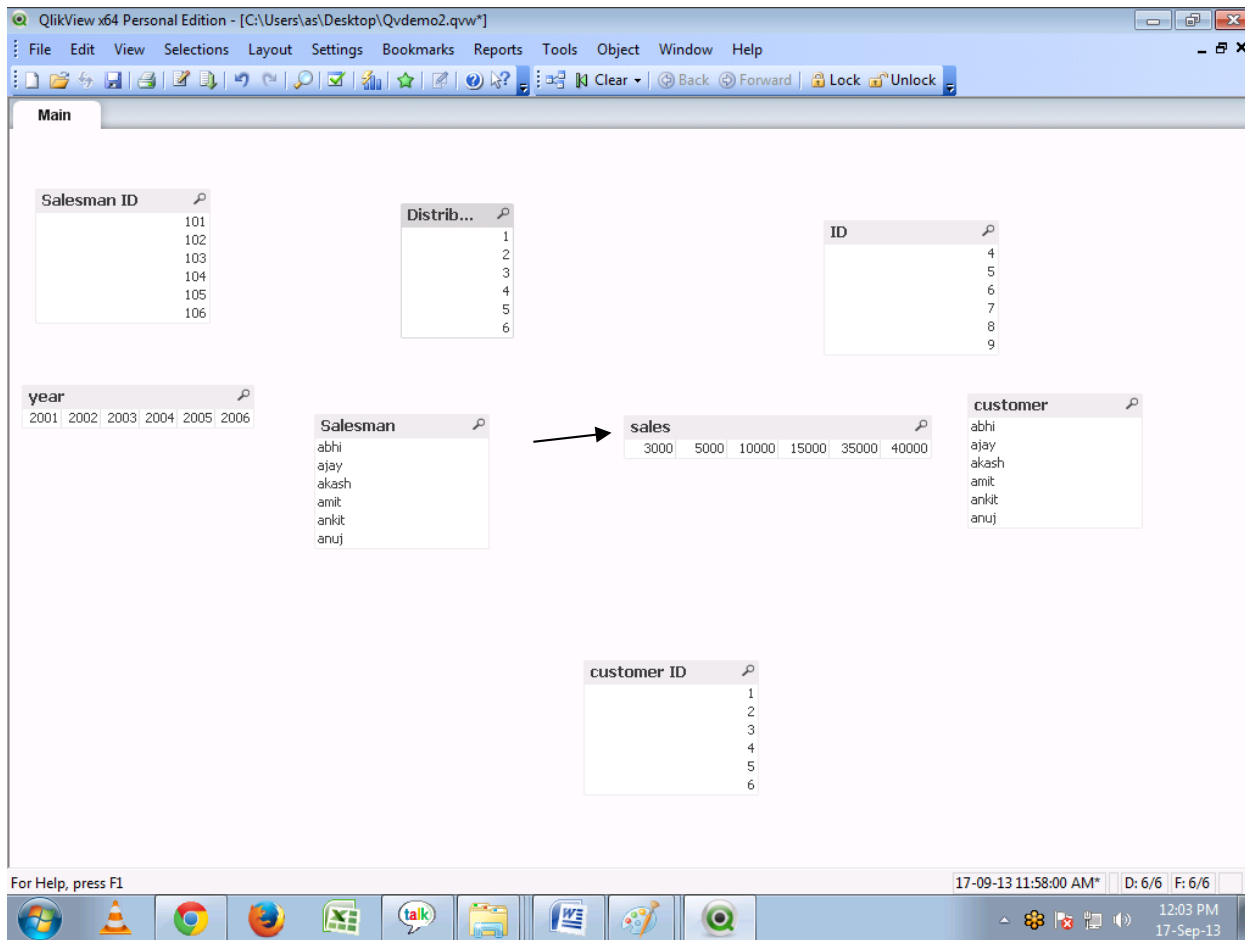 QlikView x64 Personal Edition - [C:\Users\as\Desktop\Qvdemo2.qvw*]
File Edit View Selections Layout Settings Bookmarks Reports Tools Object Window Help
Clear Back Forward Lock Unlock
Main
Salesman ID
101
102
103
104
105
106
Distrib...
1
2
3
4
5
6
ID
4
5
6
7
8
9
year
2001 2002 2003 2004 2005 2006
Salesman
abhi
ajay
akash
amit
ankit
anuj
sales
3000 5000 10000 15000 35000 40000
customer
abhi
ajay
akash
amit
ankit
anuj
customer ID
1
2
3
4
5
6
For Help, press F1
17-09-13 11:58:00 AM* D: 6/6 F: 6/6
talk
12:03 PM
17-Sep-13